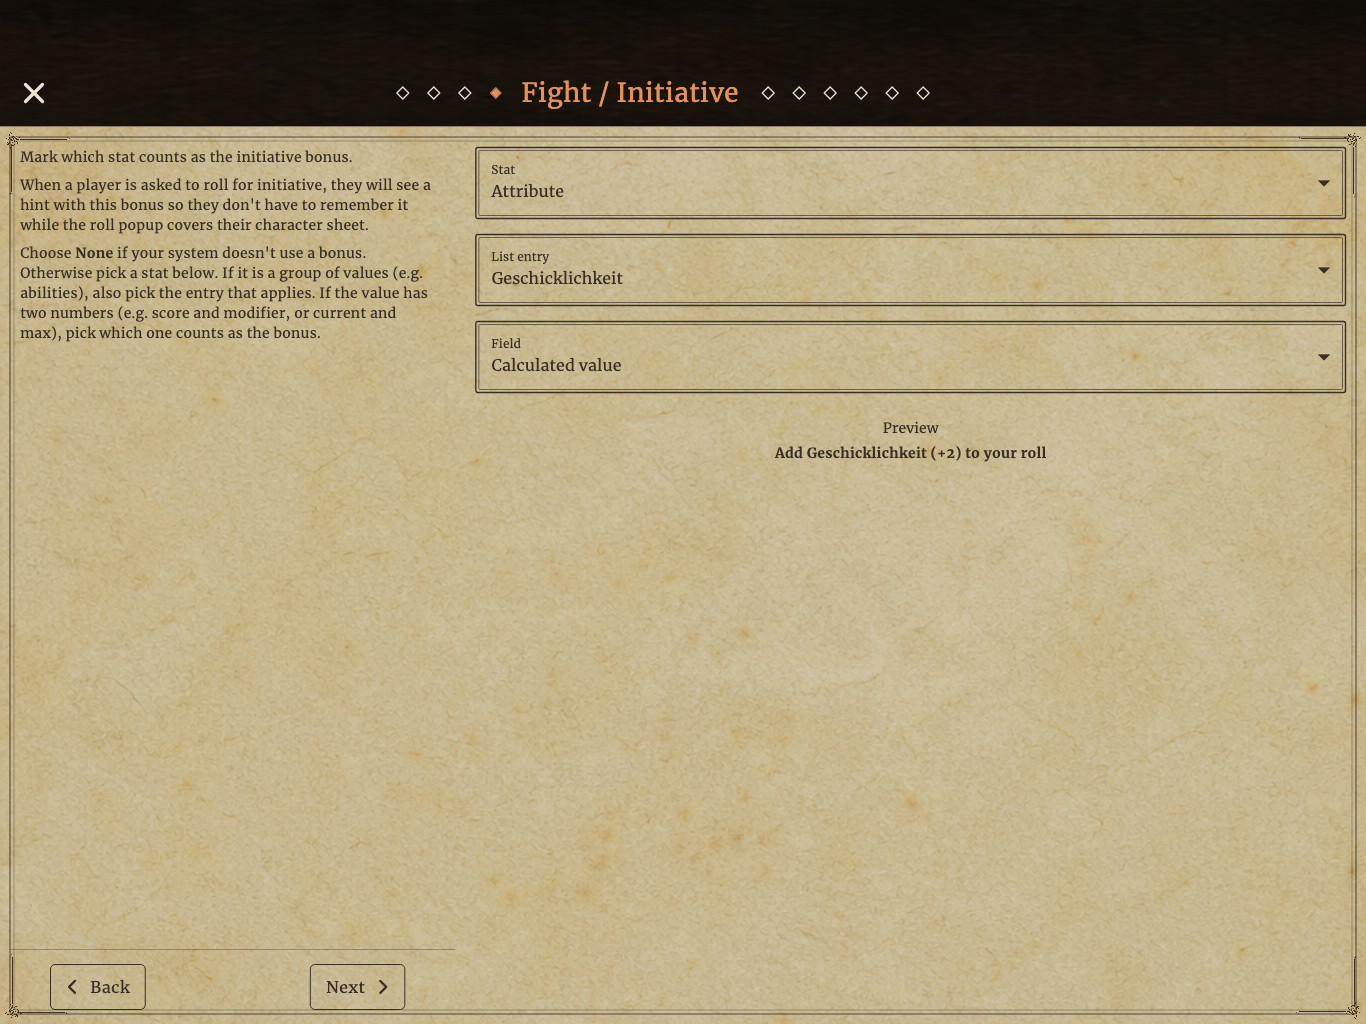 Fight / Initiative
Mark which stat counts as the initiative bonus.
When a player is asked to roll for initiative, they will see a
hint with this bonus so they don't have to remember it
while the roll popup covers their character sheet.
Choose None if your system doesn't use a bonus.
Otherwise pick a stat below. If it is a group of values (e.g.
abilities), also pick the entry that applies. If the value has
two numbers (e.g. score and modifier, or current and
max), pick which one counts as the bonus.
Stat
Attribute
List entry
Geschicklichkeit
Field
Calculated value
Preview
Add Geschicklichkeit (+2) to your roll
Back
Next